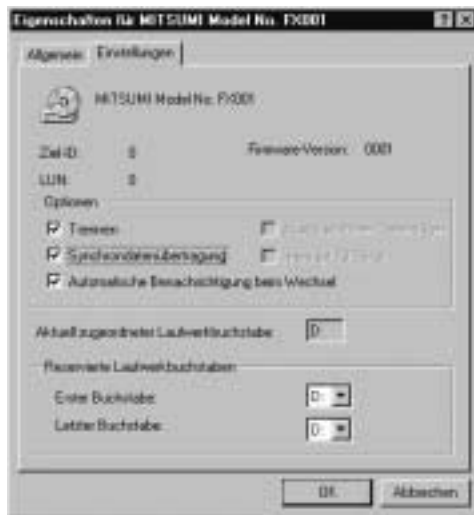 Eigenschaften für MITSUMI Model No. FX001
Allgemein Einstellungen
MITSUMI Model No. FX001
Ziel-ID: 0 Firmware-Version: 0001
LUN: 0
Optionen
Trennen
Synchrondatenübertragung
Automatische Benachrichtigung beim Wechsel
Aktuell zugeordneter Laufwerkbuchstabe: D:
Reservierte Laufwerkbuchstaben
Erster Buchstabe: D:
Letzter Buchstabe: D:
OK Abbrechen